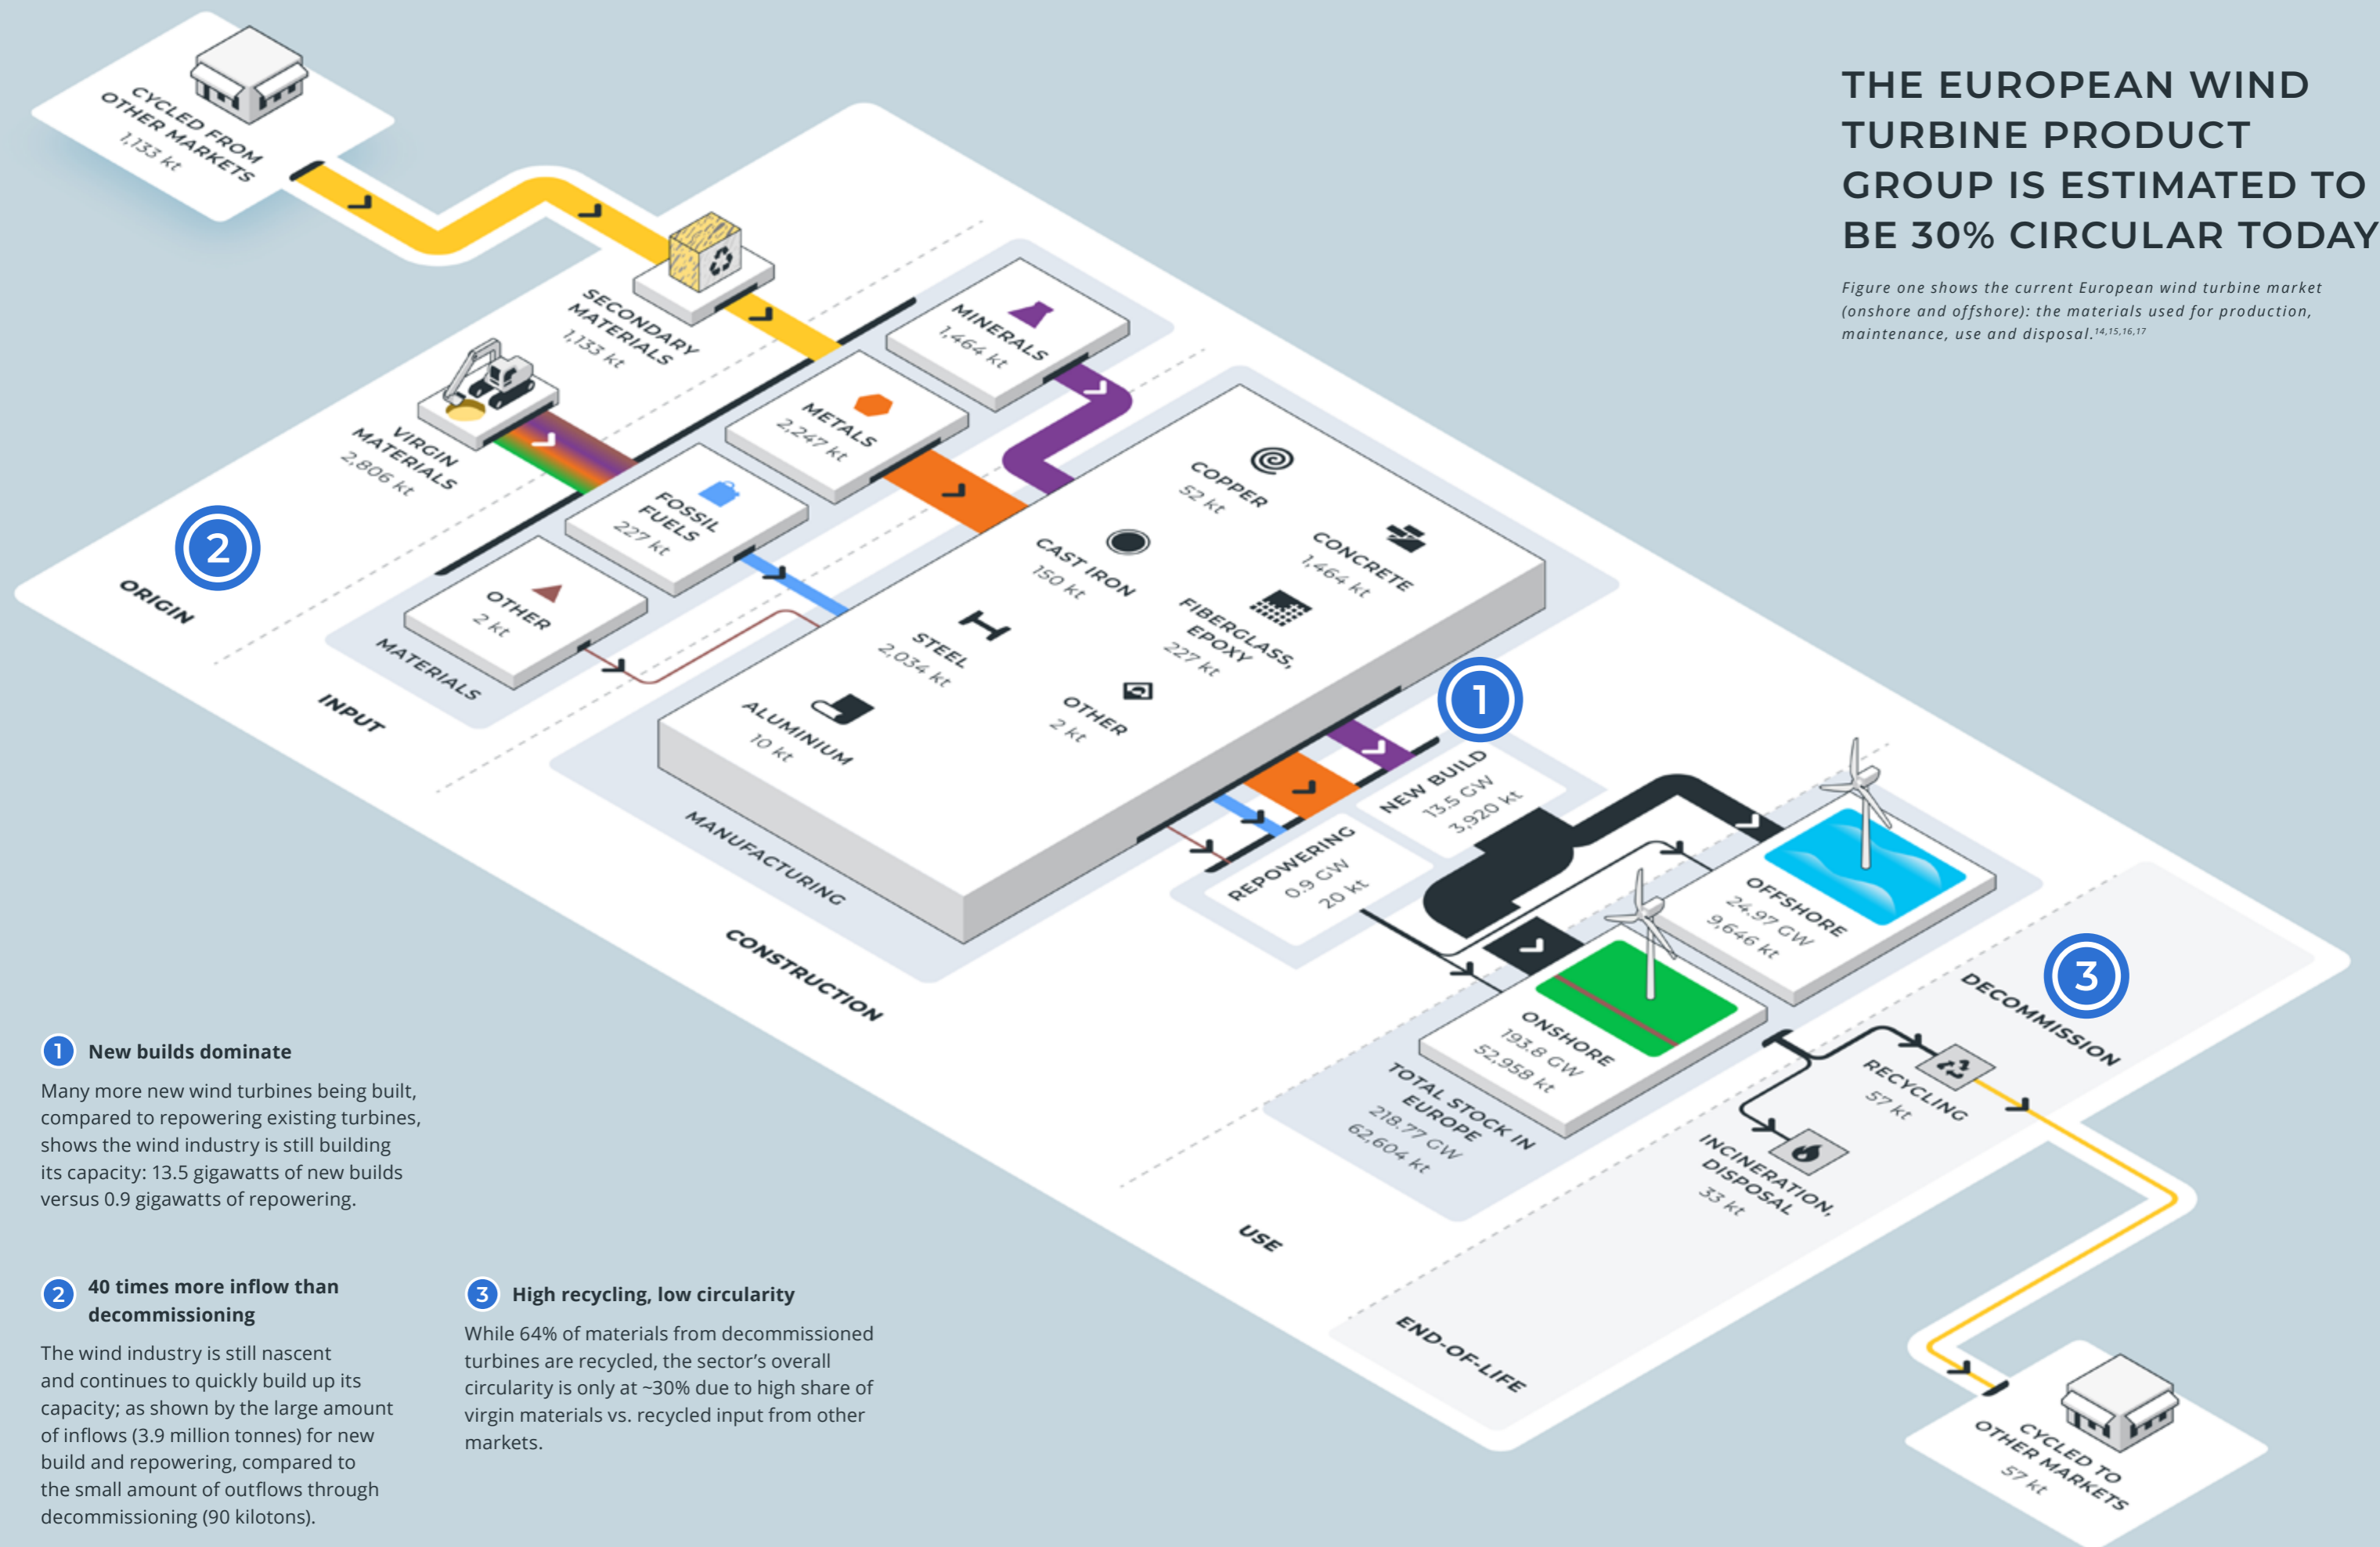 THE EUROPEAN WIND
TURBINE PRODUCT
GROUP IS ESTIMATED TO
BE 30% CIRCULAR TODAY
Figure one shows the current European wind turbine market
(onshore and offshore): the materials used for production,
maintenance, use and disposal.14,15,16,17
CYCLED FROM
OTHER MARKETS
1,133 kt
SECONDARY
MATERIALS
1,133 kt
VIRGIN
MATERIALS
2,806 kt
2
ORIGIN
MINERALS
1,464 kt
METALS
2,247 kt
FOSSIL
FUELS
227 kt
OTHER
2 kt
MATERIALS
INPUT
COPPER
52 kt
CONCRETE
1,464 kt
CAST IRON
150 kt
FIBERGLASS,
EPOXY
227 kt
STEEL
2,034 kt
OTHER
2 kt
ALUMINIUM
10 kt
MANUFACTURING
CONSTRUCTION
1
NEW BUILD
13.5 GW
3,920 kt
REPOWERING
0.9 GW
20 kt
OFFSHORE
24.97 GW
9,646 kt
ONSHORE
193.8 GW
52,958 kt
TOTAL STOCK IN
EUROPE
218.77 GW
62,604 kt
USE
3
DECOMMISSION
RECYCLING
57 kt
INCINERATION,
DISPOSAL
33 kt
END-OF-LIFE
CYCLED TO
OTHER MARKETS
57 kt
1 New builds dominate
Many more new wind turbines being built,
compared to repowering existing turbines,
shows the wind industry is still building
its capacity: 13.5 gigawatts of new builds
versus 0.9 gigawatts of repowering.
2 40 times more inflow than
decommissioning
The wind industry is still nascent
and continues to quickly build up its
capacity; as shown by the large amount
of inflows (3.9 million tonnes) for new
build and repowering, compared to
the small amount of outflows through
decommissioning (90 kilotons).
3 High recycling, low circularity
While 64% of materials from decommissioned
turbines are recycled, the sector's overall
circularity is only at ~30% due to high share of
virgin materials vs. recycled input from other
markets.